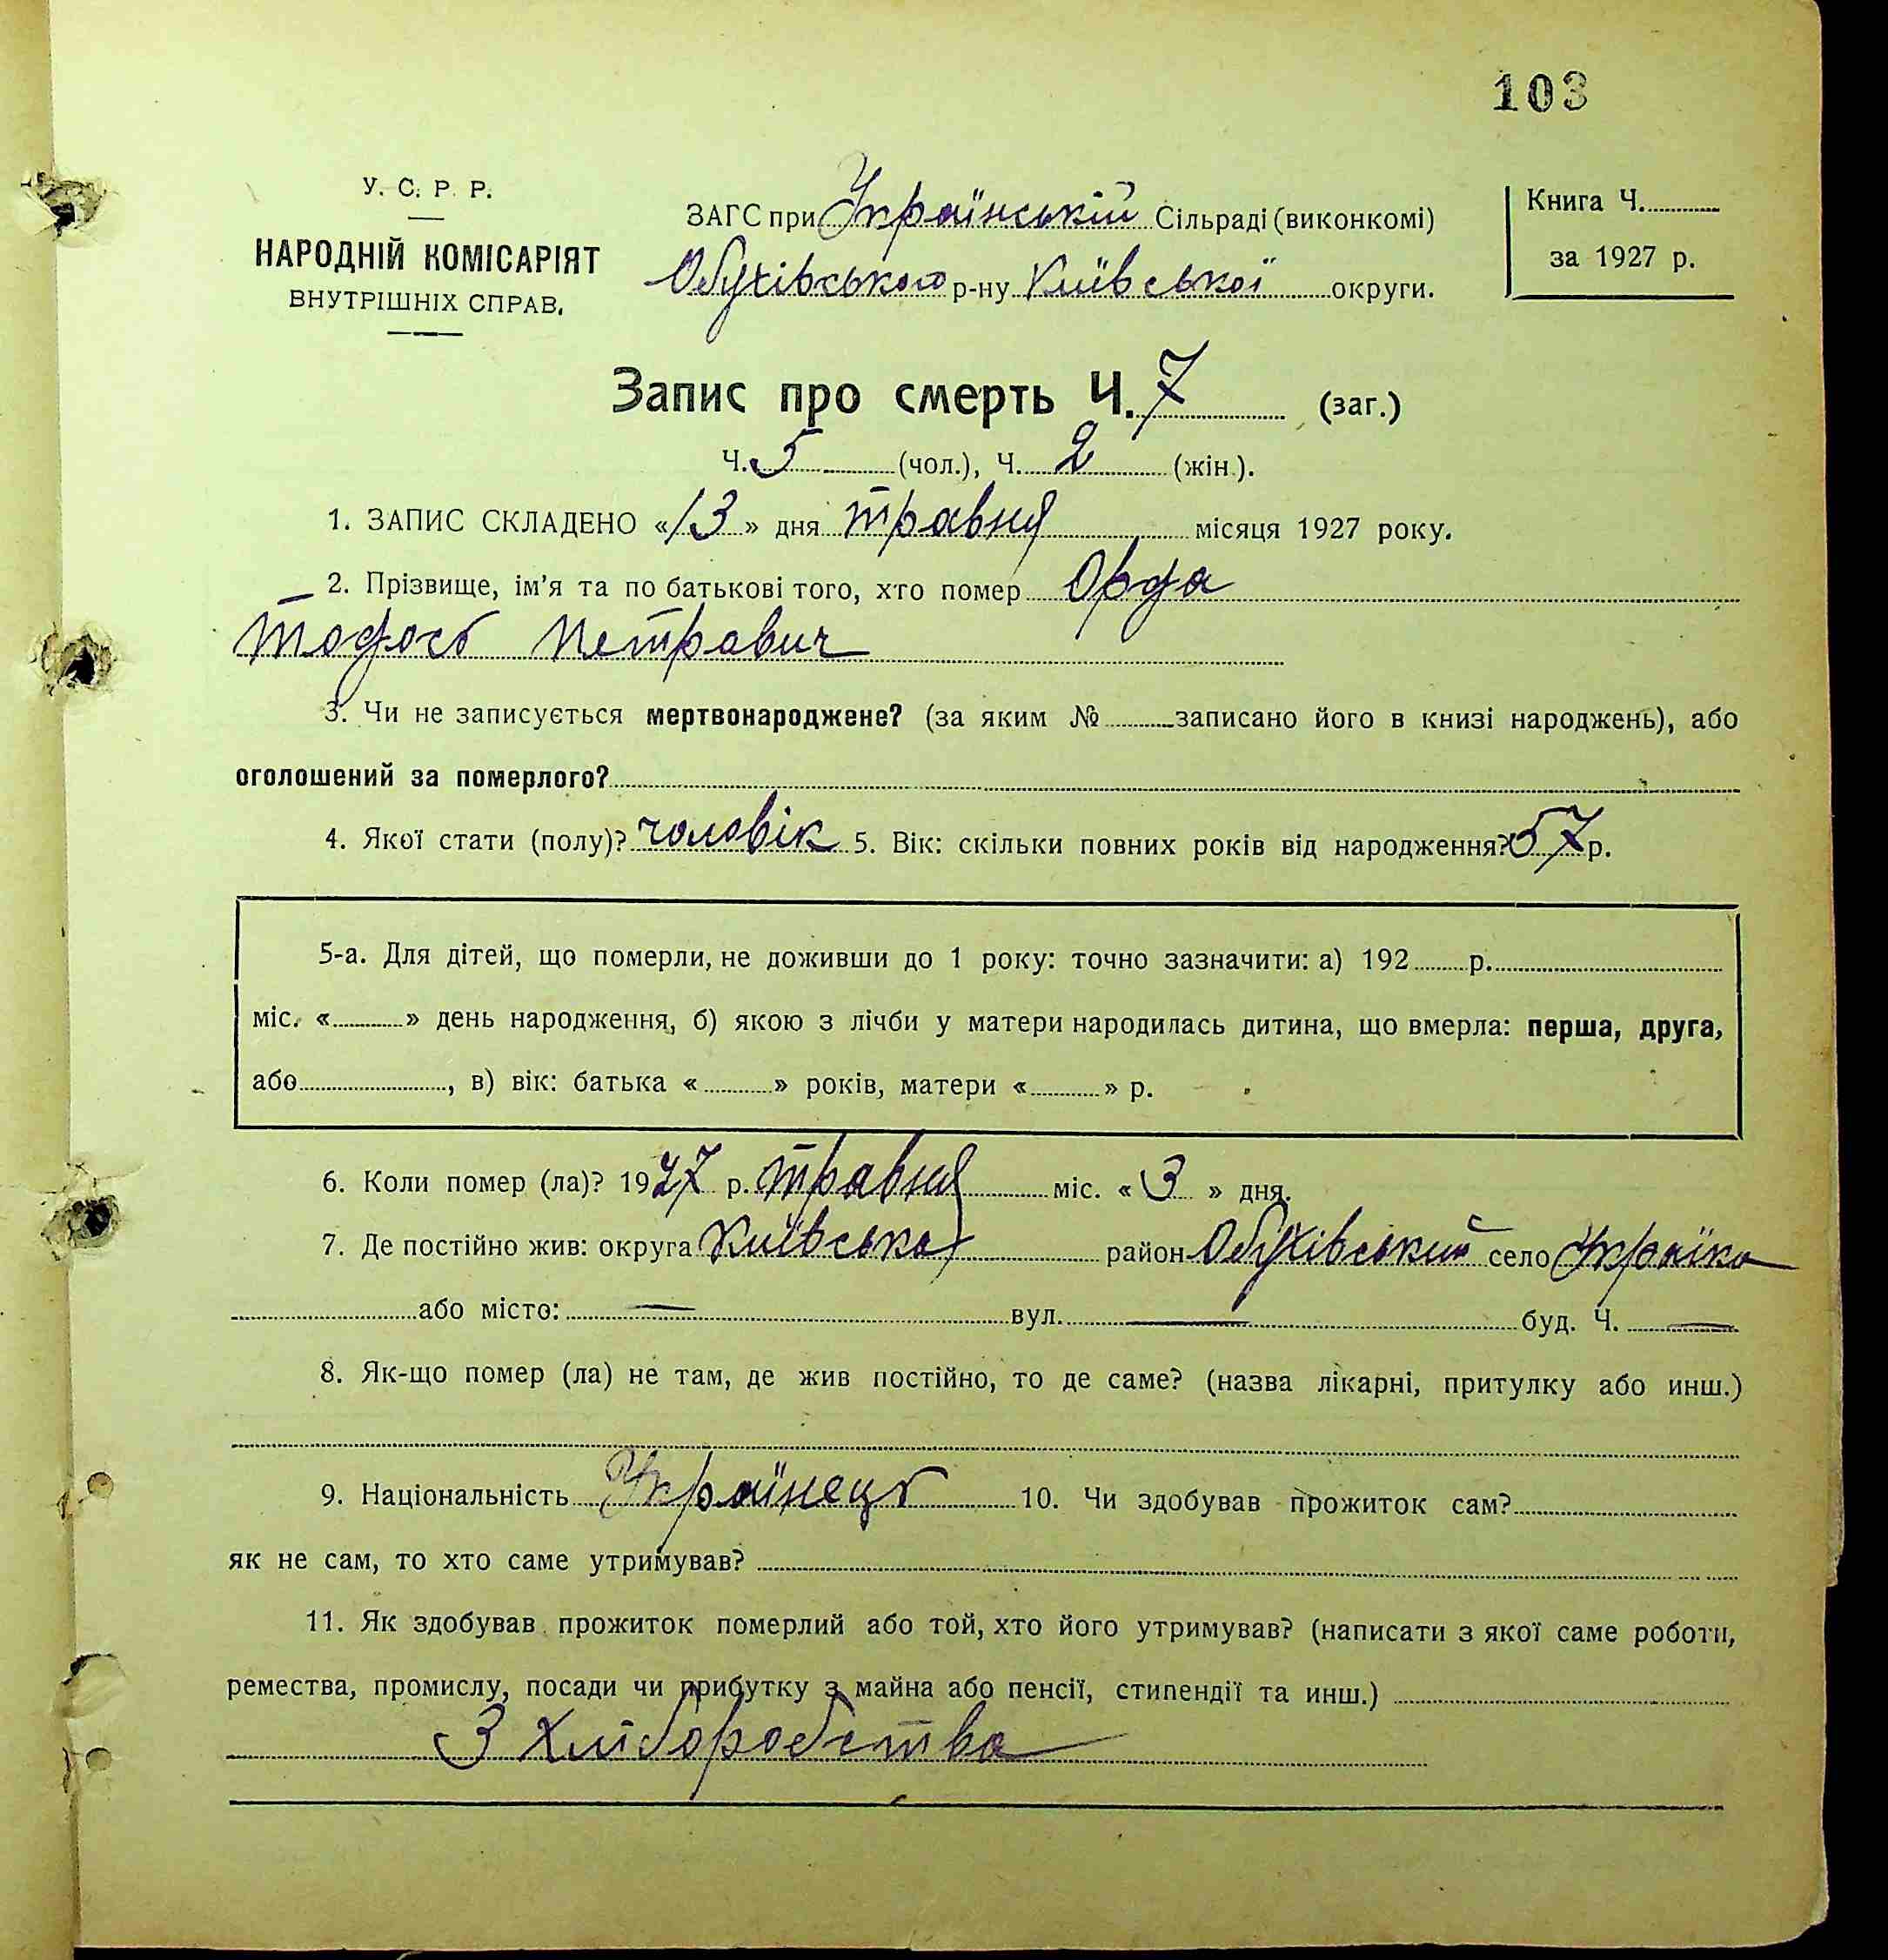 103
У. С. Р. Р.
НАРОДНІЙ КОМІСАРІЯТ
ВНУТРІШНІХ СПРАВ.
ЗАГС при Українській Сільраді (виконкомі)
Обухівського р-ну Київської округи.
Книга Ч.
за 1927 р.
Запис про смерть Ч. 7 (заг.)
Ч. 5 (чол.), Ч. 2 (жін.).
1. ЗАПИС СКЛАДЕНО «13» дня травня місяця 1927 року.
2. Прізвище, ім'я та по батькові того, хто помер Орда
Тодось Петравич
3. Чи не записується мертвонароджене? (за яким № записано його в книзі народжень), або
оголошений за померлого?
4. Якої стати (полу)? чоловік 5. Вік: скільки повних років від народження? 57 р.
5-а. Для дітей, що померли, не доживши до 1 року: точно зазначити: а) 192 р.
міс. « » день народження, б) якою з лічби у матери народилась дитина, що вмерла: перша, друга,
або , в) вік: батька « » років, матери « » р.
6. Коли помер (ла)? 1927 р. травня міс. « 3 » дня.
7. Де постійно жив: округа Київська район Обухівський село Українка
або місто: — вул. — буд. Ч. —
8. Як-що помер (ла) не там, де жив постійно, то де саме? (назва лікарні, притулку або инш.)
9. Національність Українець 10. Чи здобував прожиток сам?
як не сам, то хто саме утримував?
11. Як здобував прожиток померлий або той, хто його утримував? (написати з якої саме роботи,
ремества, промислу, посади чи прибутку з майна або пенсії, стипендії та инш.)
З Хліборобства